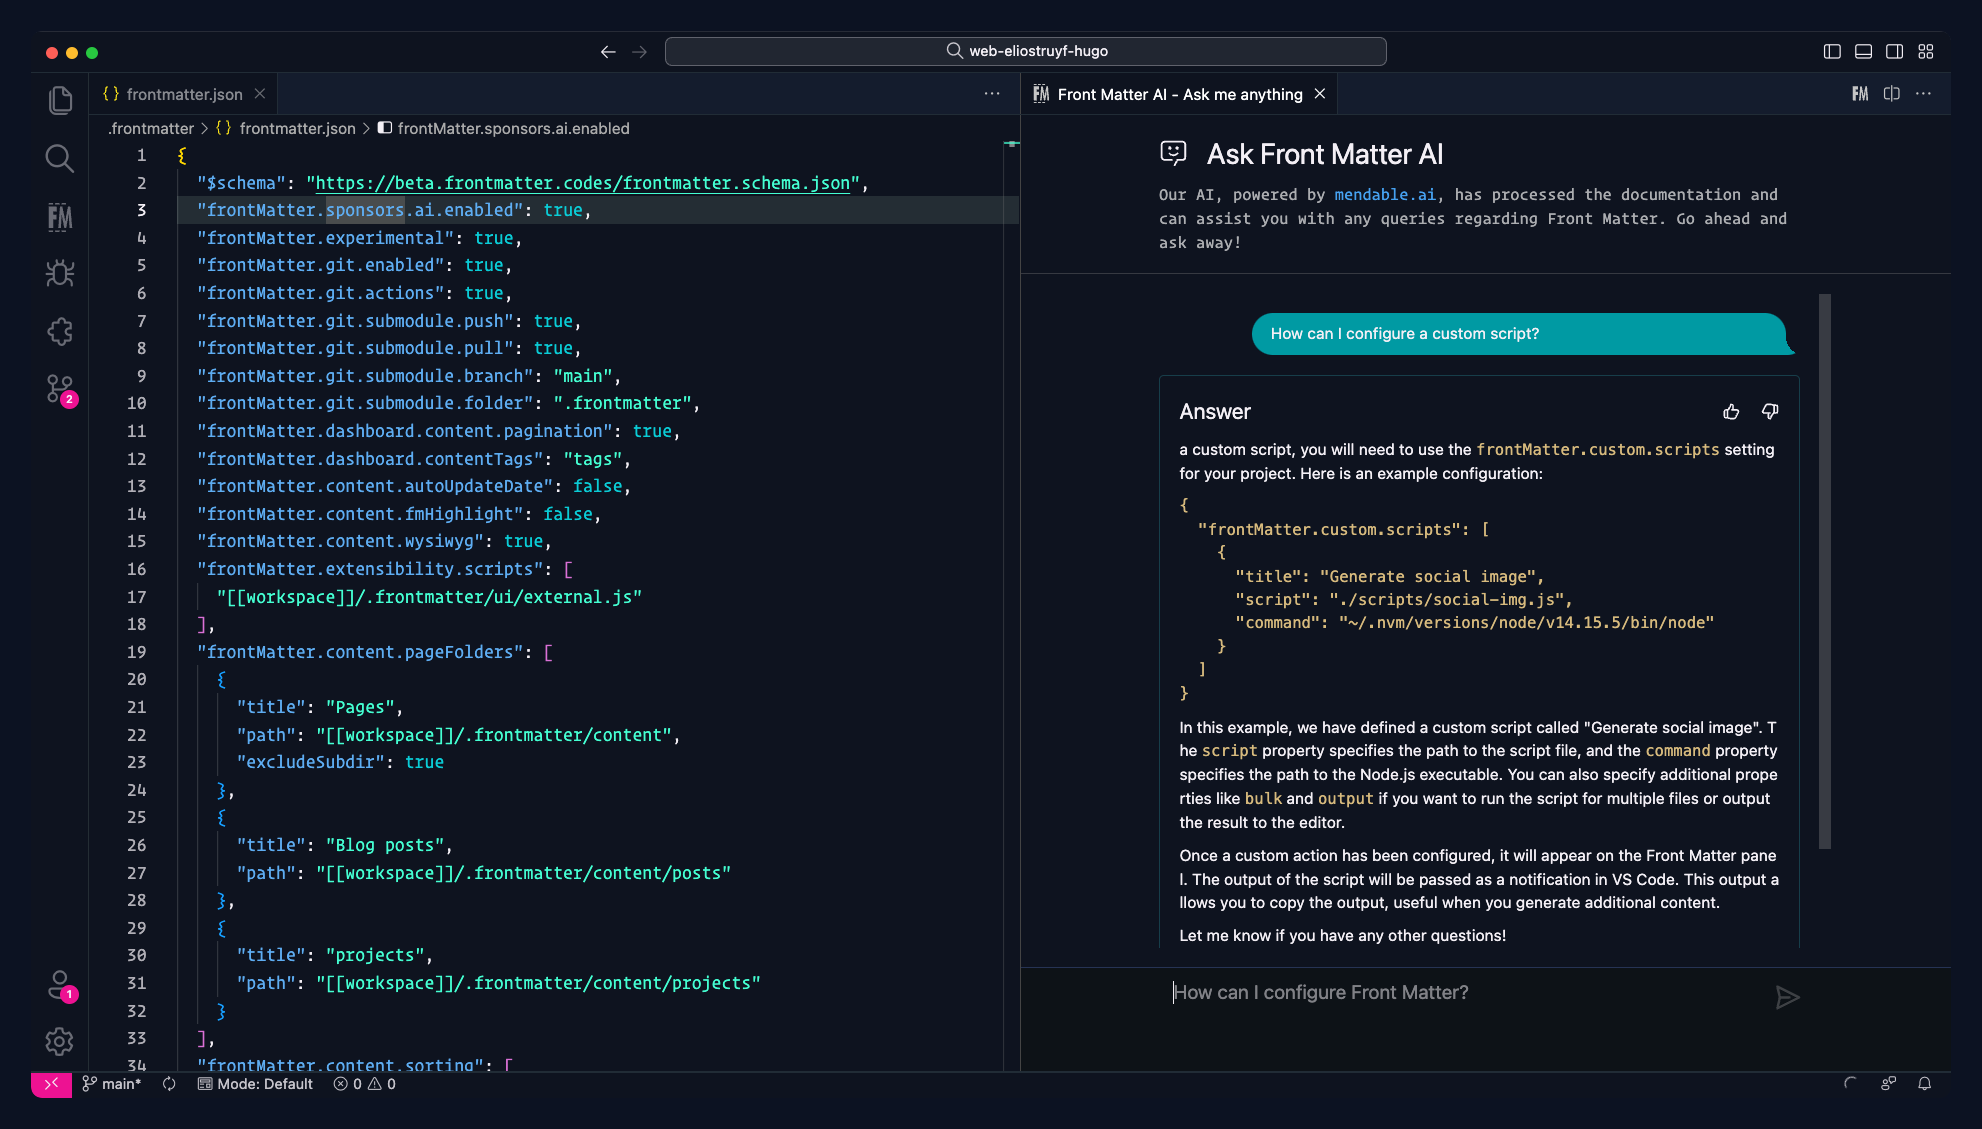 web-eliostruyf-hugo
{} frontmatter.json
.frontmatter > {} frontmatter.json > frontMatter.sponsors.ai.enabled
1 {
2 "$schema": "https://beta.frontmatter.codes/frontmatter.schema.json",
3 "frontMatter.sponsors.ai.enabled": true,
4 "frontMatter.experimental": true,
5 "frontMatter.git.enabled": true,
6 "frontMatter.git.actions": true,
7 "frontMatter.git.submodule.push": true,
8 "frontMatter.git.submodule.pull": true,
9 "frontMatter.git.submodule.branch": "main",
10 "frontMatter.git.submodule.folder": ".frontmatter",
11 "frontMatter.dashboard.content.pagination": true,
12 "frontMatter.dashboard.contentTags": "tags",
13 "frontMatter.content.autoUpdateDate": false,
14 "frontMatter.content.fmHighlight": false,
15 "frontMatter.content.wysiwyg": true,
16 "frontMatter.extensibility.scripts": [
17 "[[workspace]]/.frontmatter/ui/external.js"
18 ],
19 "frontMatter.content.pageFolders": [
20 {
21 "title": "Pages",
22 "path": "[[workspace]]/.frontmatter/content",
23 "excludeSubdir": true
24 },
25 {
26 "title": "Blog posts",
27 "path": "[[workspace]]/.frontmatter/content/posts"
28 },
29 {
30 "title": "projects",
31 "path": "[[workspace]]/.frontmatter/content/projects"
32 }
33 ],
34 "frontMatter.content.sorting": [
FM
2
1
FM Front Matter AI - Ask me anything
FM
Ask Front Matter AI
Our AI, powered by mendable.ai, has processed the documentation and
can assist you with any queries regarding Front Matter. Go ahead and
ask away!
How can I configure a custom script?
Answer
a custom script, you will need to use the frontMatter.custom.scripts setting
for your project. Here is an example configuration:
{
"frontMatter.custom.scripts": [
{
"title": "Generate social image",
"script": "./scripts/social-img.js",
"command": "~/.nvm/versions/node/v14.15.5/bin/node"
}
]
}
In this example, we have defined a custom script called "Generate social image". T
he script property specifies the path to the script file, and the command property
specifies the path to the Node.js executable. You can also specify additional prope
rties like bulk and output if you want to run the script for multiple files or output
the result to the editor.
Once a custom action has been configured, it will appear on the Front Matter pane
l. The output of the script will be passed as a notification in VS Code. This output a
llows you to copy the output, useful when you generate additional content.
Let me know if you have any other questions!
How can I configure Front Matter?
main* Mode: Default 0 0